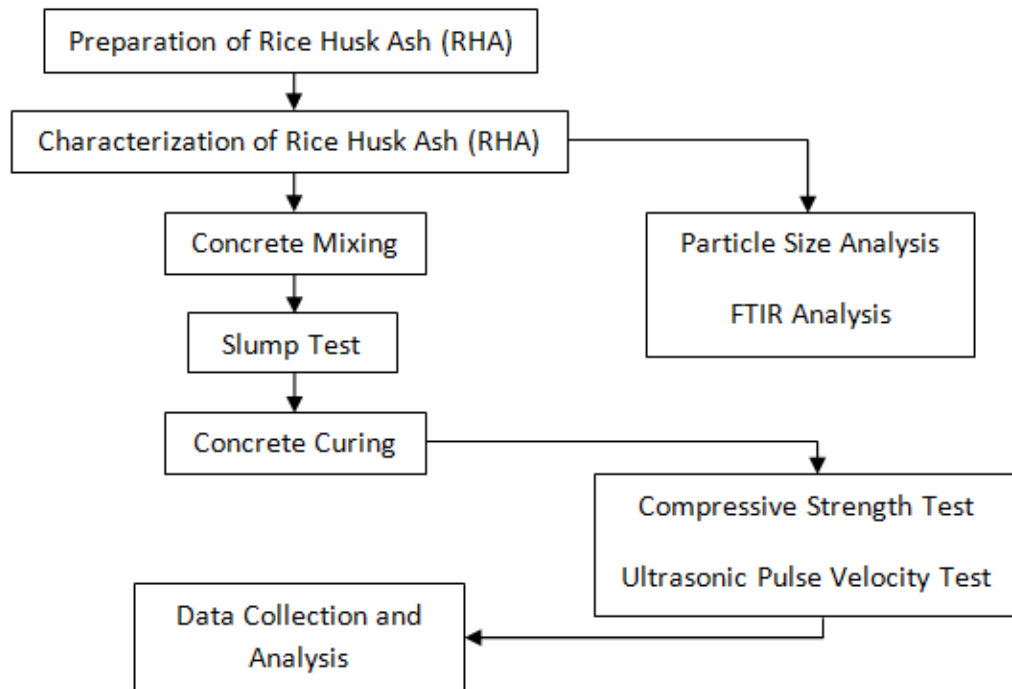 Preparation of Rice Husk Ash (RHA)
Characterization of Rice Husk Ash (RHA)
Concrete Mixing
Particle Size Analysis
FTIR Analysis
Slump Test
Concrete Curing
Compressive Strength Test
Ultrasonic Pulse Velocity Test
Data Collection and
Analysis